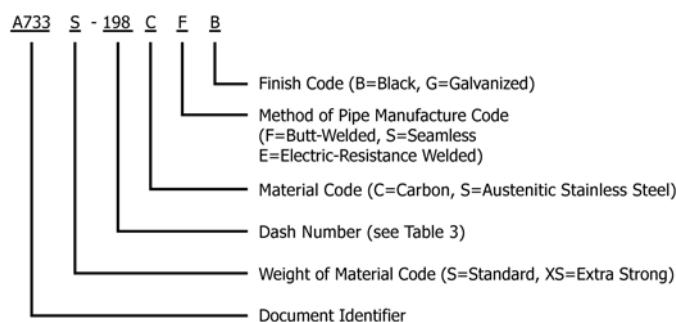 A733 S - 198 C F B
Finish Code (B=Black, G=Galvanized)
Method of Pipe Manufacture Code
(F=Butt-Welded, S=Seamless
E=Electric-Resistance Welded)
Material Code (C=Carbon, S=Austenitic Stainless Steel)
Dash Number (see Table 3)
Weight of Material Code (S=Standard, XS=Extra Strong)
Document Identifier